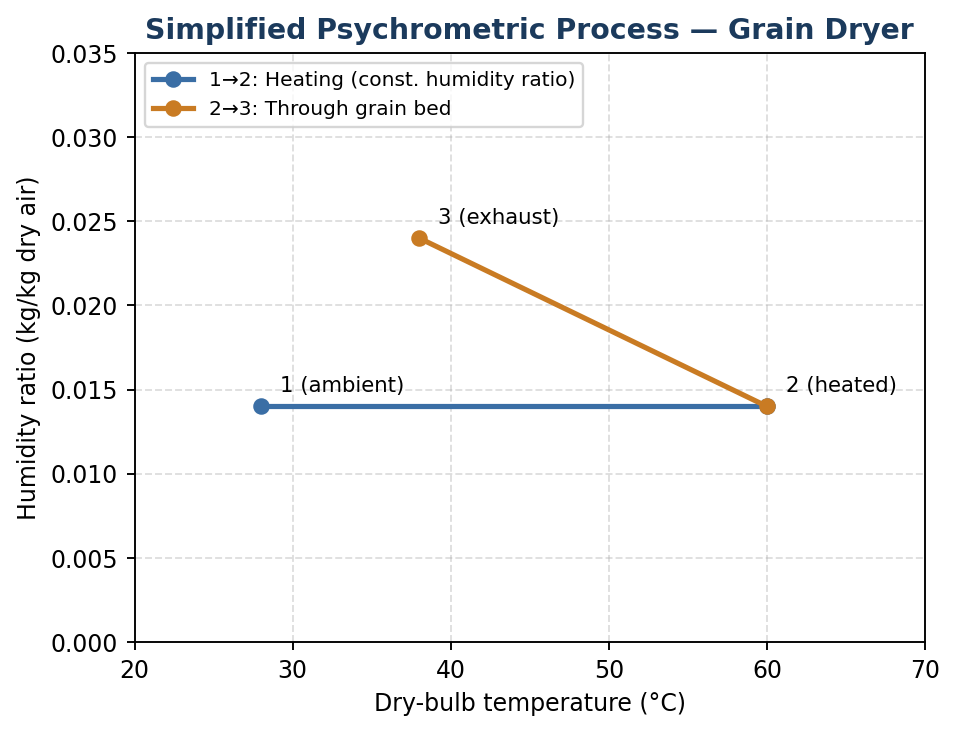 Simplified Psychrometric Process — Grain Dryer
0.035
0.030
0.025
0.020
0.015
0.010
0.005
0.000
Humidity ratio (kg/kg dry air)
1→2: Heating (const. humidity ratio)
2→3: Through grain bed
3 (exhaust)
1 (ambient)
2 (heated)
20 30 40 50 60 70
Dry-bulb temperature (°C)